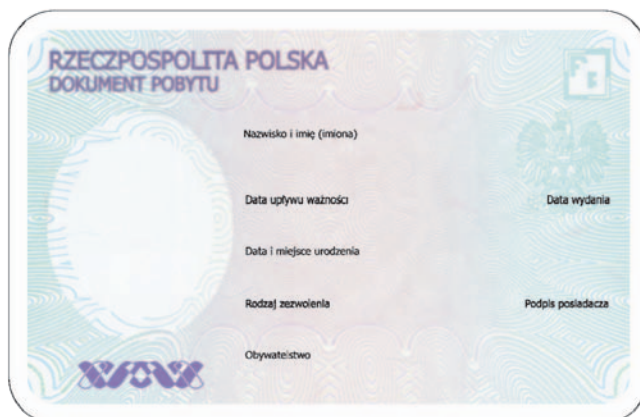 RZECZPOSPOLITA POLSKA
DOKUMENT POBYTU
Nazwisko i imię (imiona)
Data upływu ważności
Data wydania
Data i miejsce urodzenia
Rodzaj zezwolenia
Podpis posiadacza
Obywatelstwo